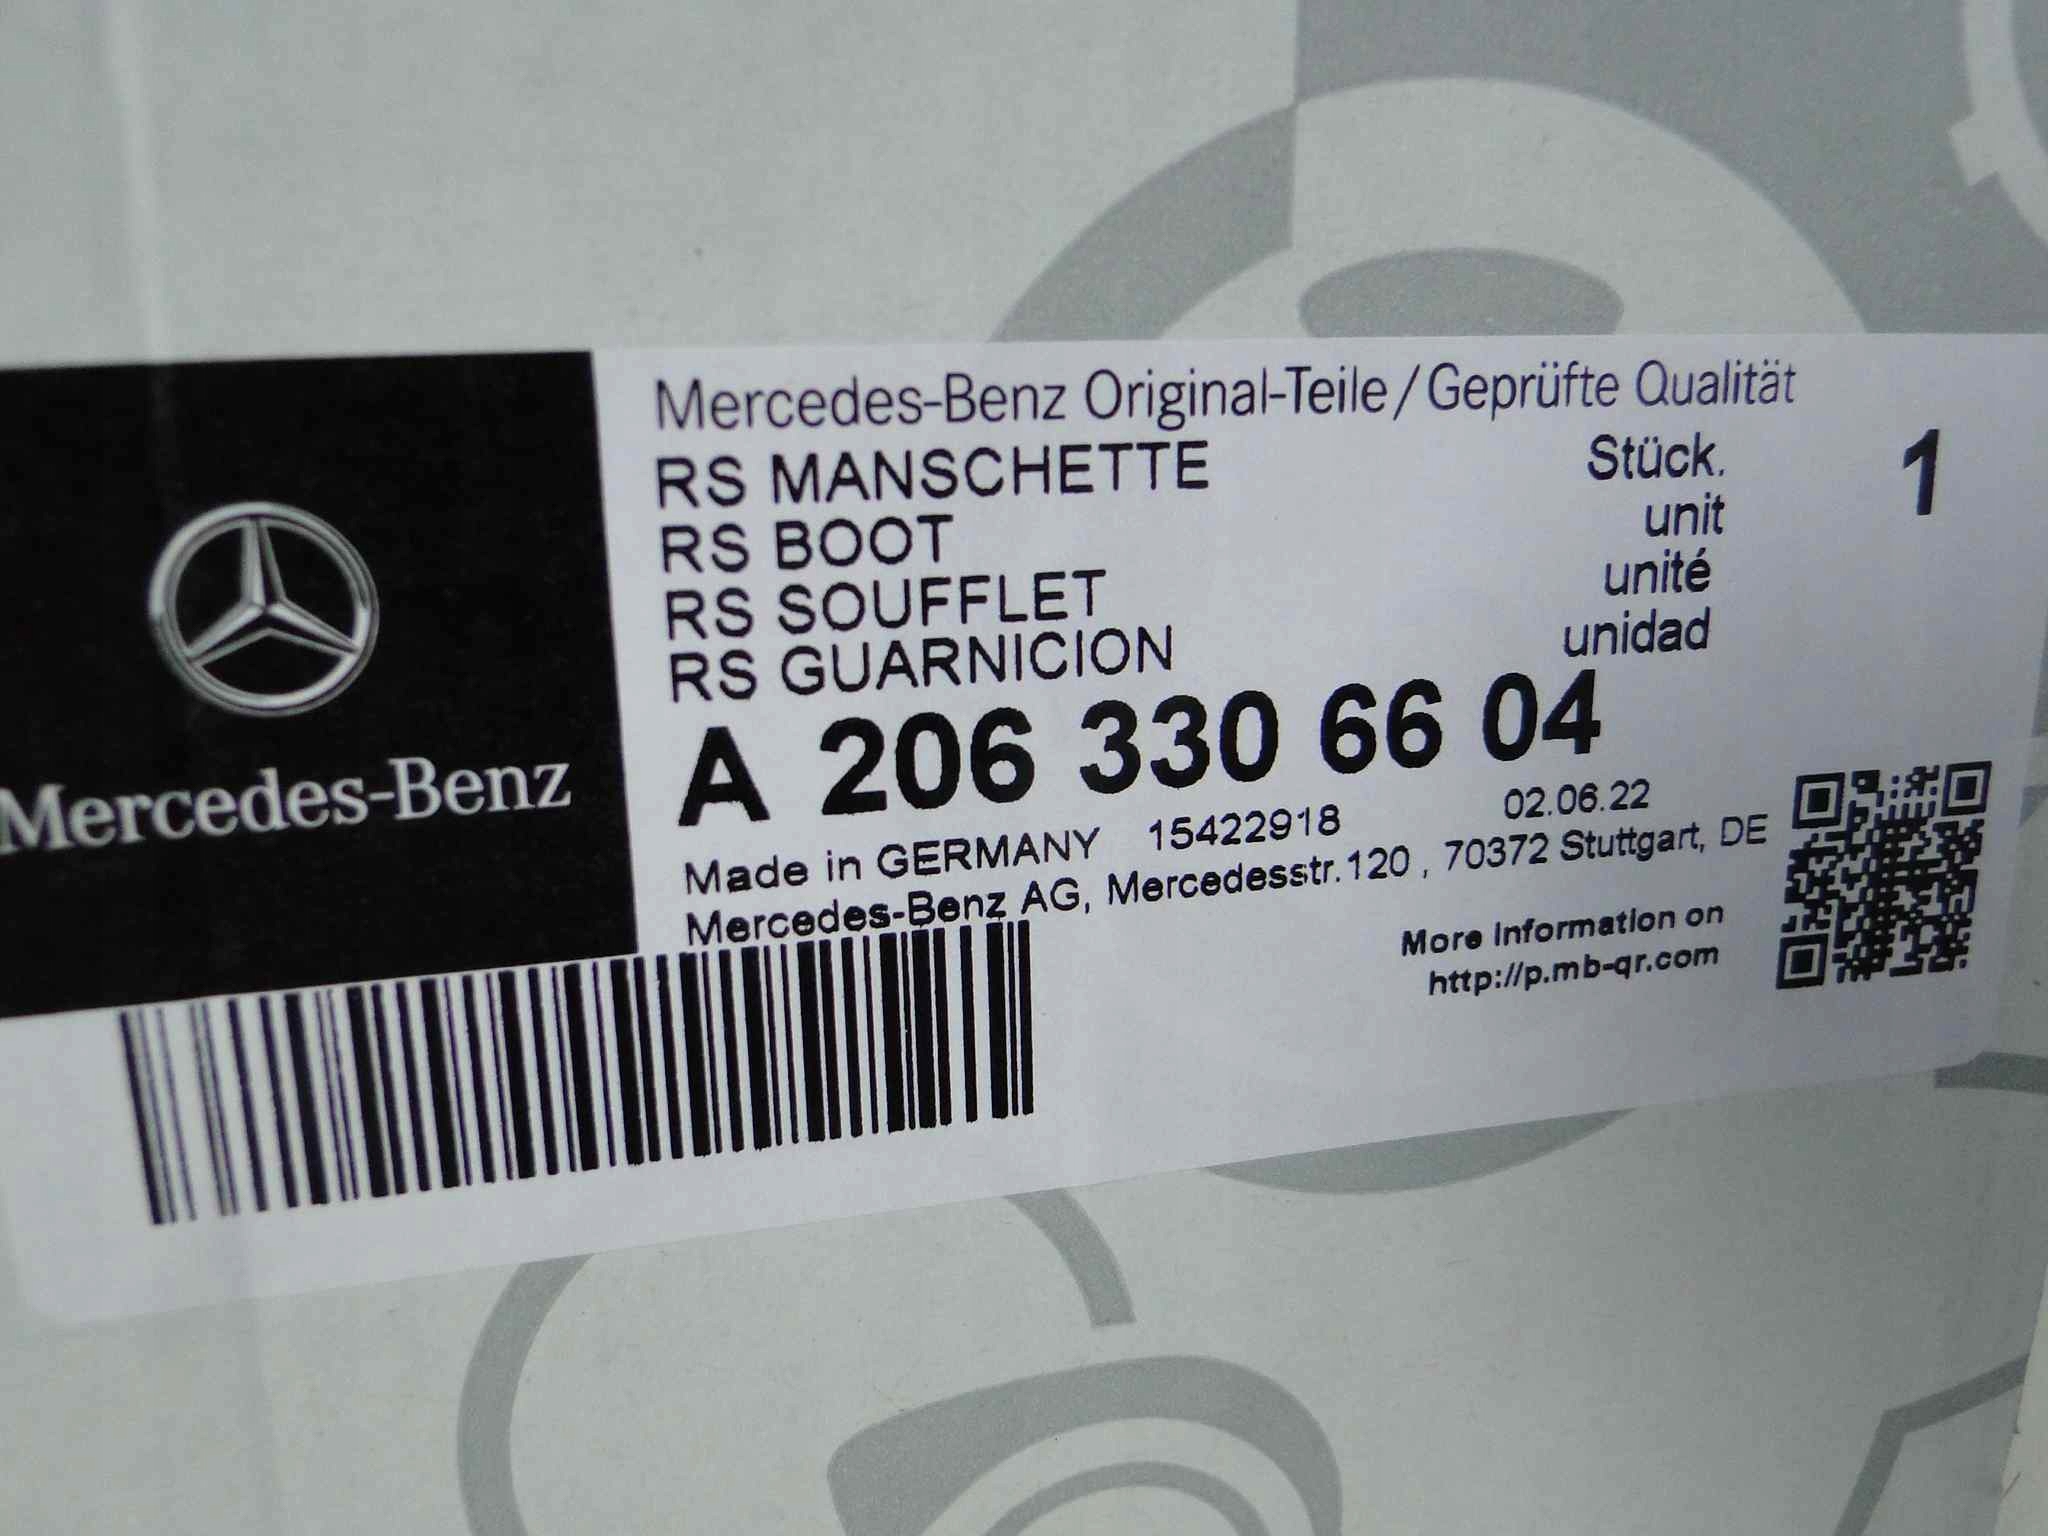 Mercedes-Benz
Mercedes-Benz Original-Teile/Geprüfte Qualität
RS MANSCHETTE Stück. 1
RS BOOT unit
RS SOUFFLET unité
RS GUARNICION unidad
A 206 330 66 04
Made in GERMANY 15422918 02.06.22
Mercedes-Benz AG, Mercedesstr.120 , 70372 Stuttgart, DE
More Information on
http://p.mb-qr.com